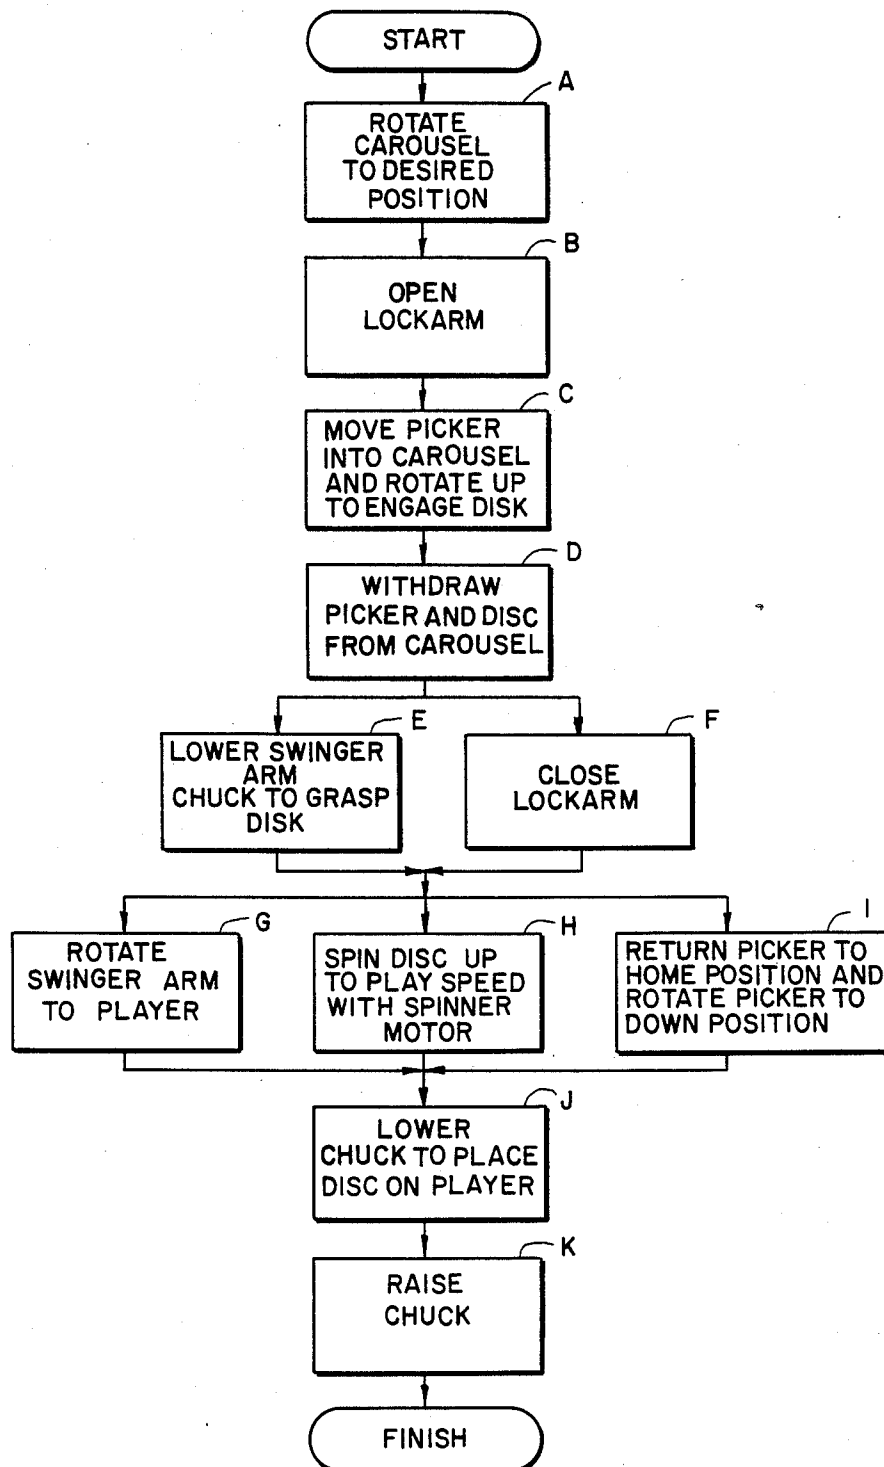 START
A
ROTATE
CAROUSEL
TO DESIRED
POSITION
B
OPEN
LOCKARM
C
MOVE PICKER
INTO CAROUSEL
AND ROTATE UP
TO ENGAGE DISK
D
WITHDRAW
PICKER AND DISC
FROM CAROUSEL
E
LOWER SWINGER
ARM
CHUCK TO GRASP
DISK
F
CLOSE
LOCKARM
G
ROTATE
SWINGER ARM
TO PLAYER
H
SPIN DISC UP
TO PLAY SPEED
WITH SPINNER
MOTOR
I
RETURN PICKER TO
HOME POSITION AND
ROTATE PICKER TO
DOWN POSITION
J
LOWER
CHUCK TO PLACE
DISC ON PLAYER
K
RAISE
CHUCK
FINISH